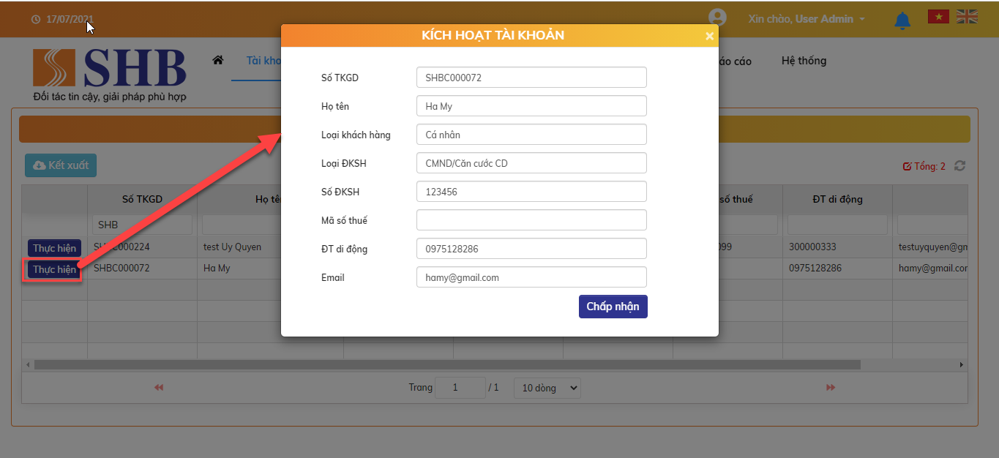 17/07/2021
Xin chào, User Admin
KÍCH HOẠT TÀI KHOẢN
×
SHB
Đối tác tin cậy, giải pháp phù hợp
Tài kho
áo cáo
Hệ thống
Số TKGD SHBC000072
Họ tên Ha My
Loại khách hàng Cá nhân
Loại ĐKSH CMND/Căn cước CD
Số ĐKSH 123456
Mã số thuế
ĐT di động 0975128286
Email hamy@gmail.com
Chấp nhận
Kết xuất
Tổng: 2
Số TKGD Họ tê số thuế ĐT di động
SHB
Thực hiện SHBC000224 test Uy Quyen 099 300000333 testuyquyen@gm
Thực hiện SHBC000072 Ha My 0975128286 hamy@gmail.cor
Trang 1 / 1 10 dòng